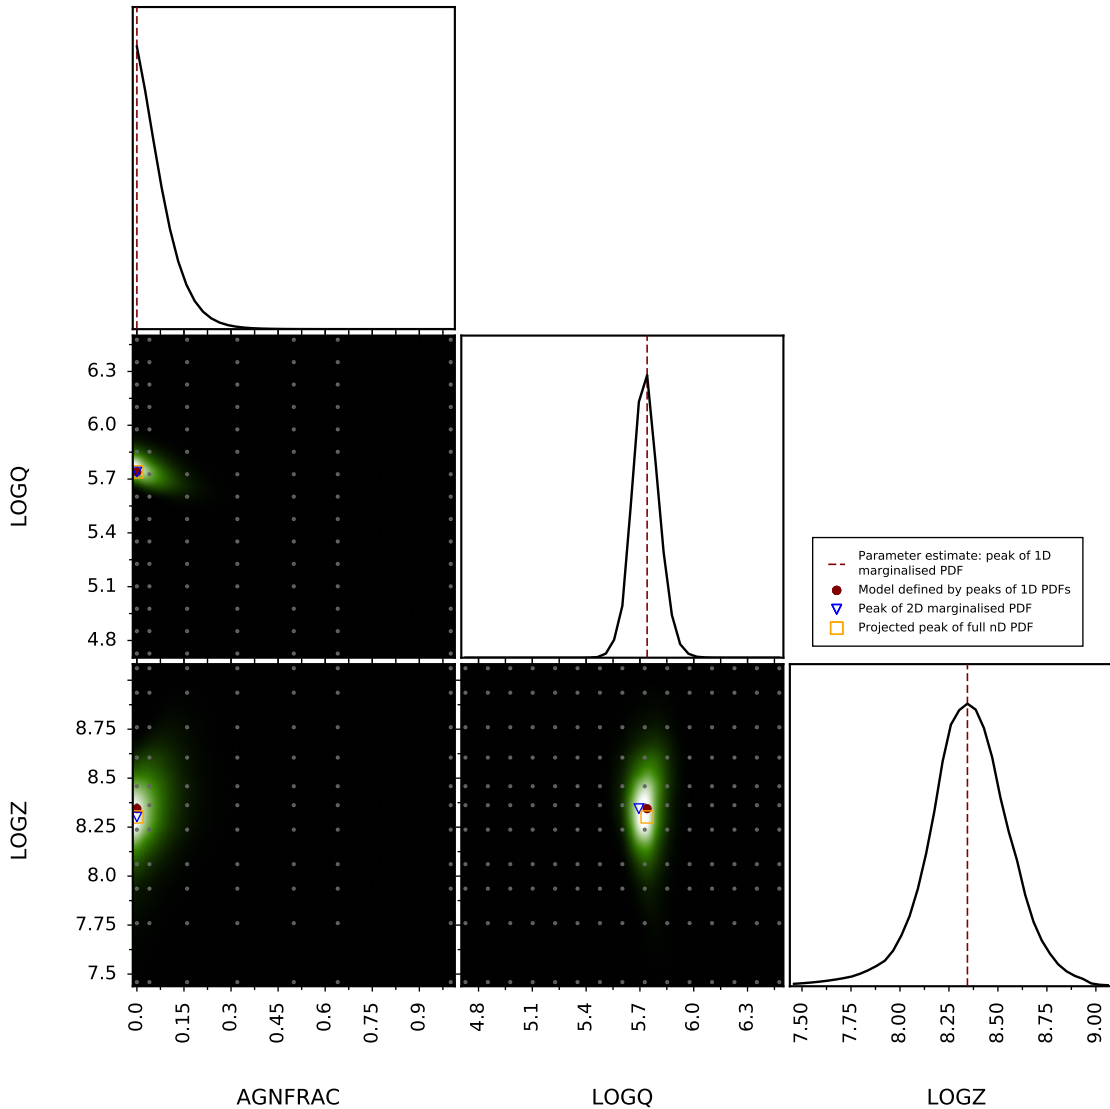 6.3
6.0
5.7
5.4
5.1
4.8
LOGQ
Parameter estimate: peak of 1D
marginalised PDF
Model defined by peaks of 1D PDFs
Peak of 2D marginalised PDF
Projected peak of full nD PDF
8.75
8.5
8.25
8.0
7.75
7.5
LOGZ
0.0 0.15 0.3 0.45 0.6 0.75 0.9
4.8 5.1 5.4 5.7 6.0 6.3
7.50 7.75 8.00 8.25 8.50 8.75 9.00
AGNFRAC LOGQ LOGZ